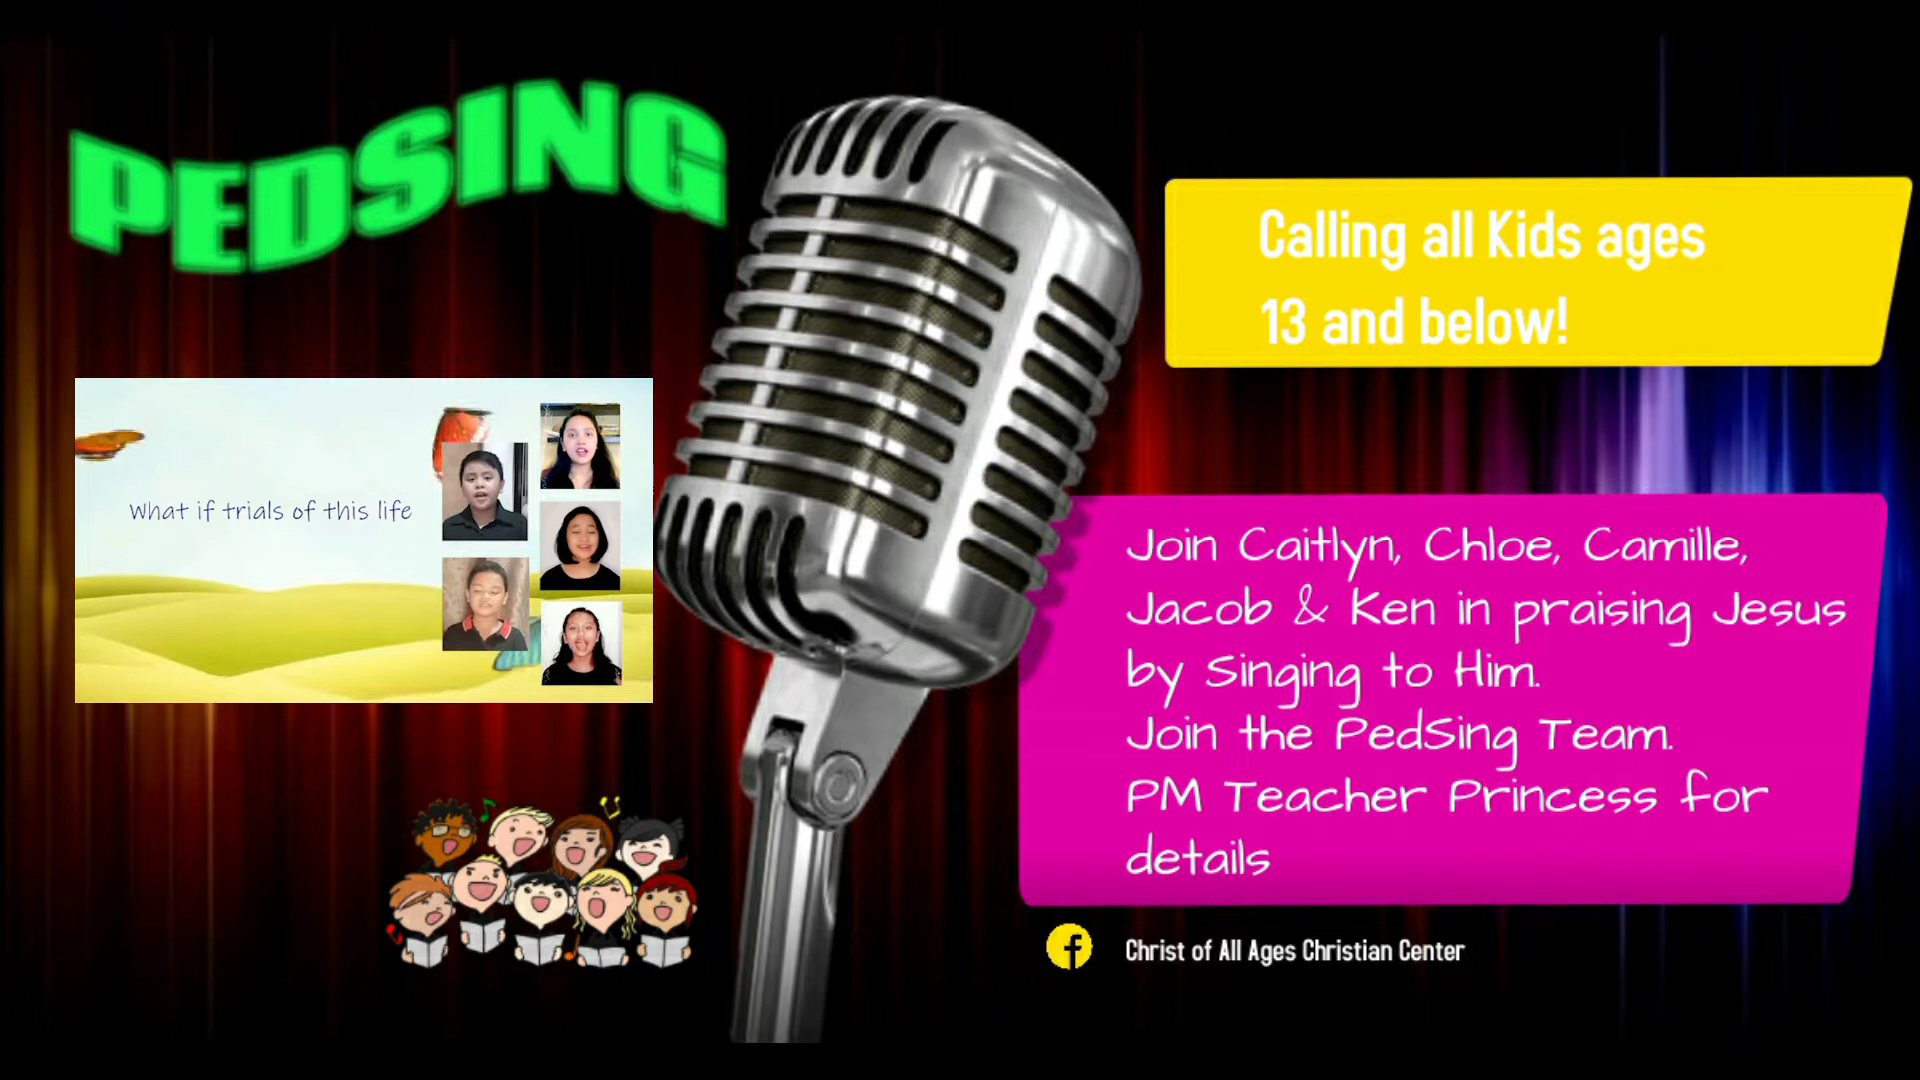 PEDSING
Calling all Kids ages
13 and below!
What if trials of this life
Join Caitlyn, Chloe, Camille,
Jacob & Ken in praising Jesus
by Singing to Him.
Join the PedSing Team.
PM Teacher Princess for
details
Christ of All Ages Christian Center